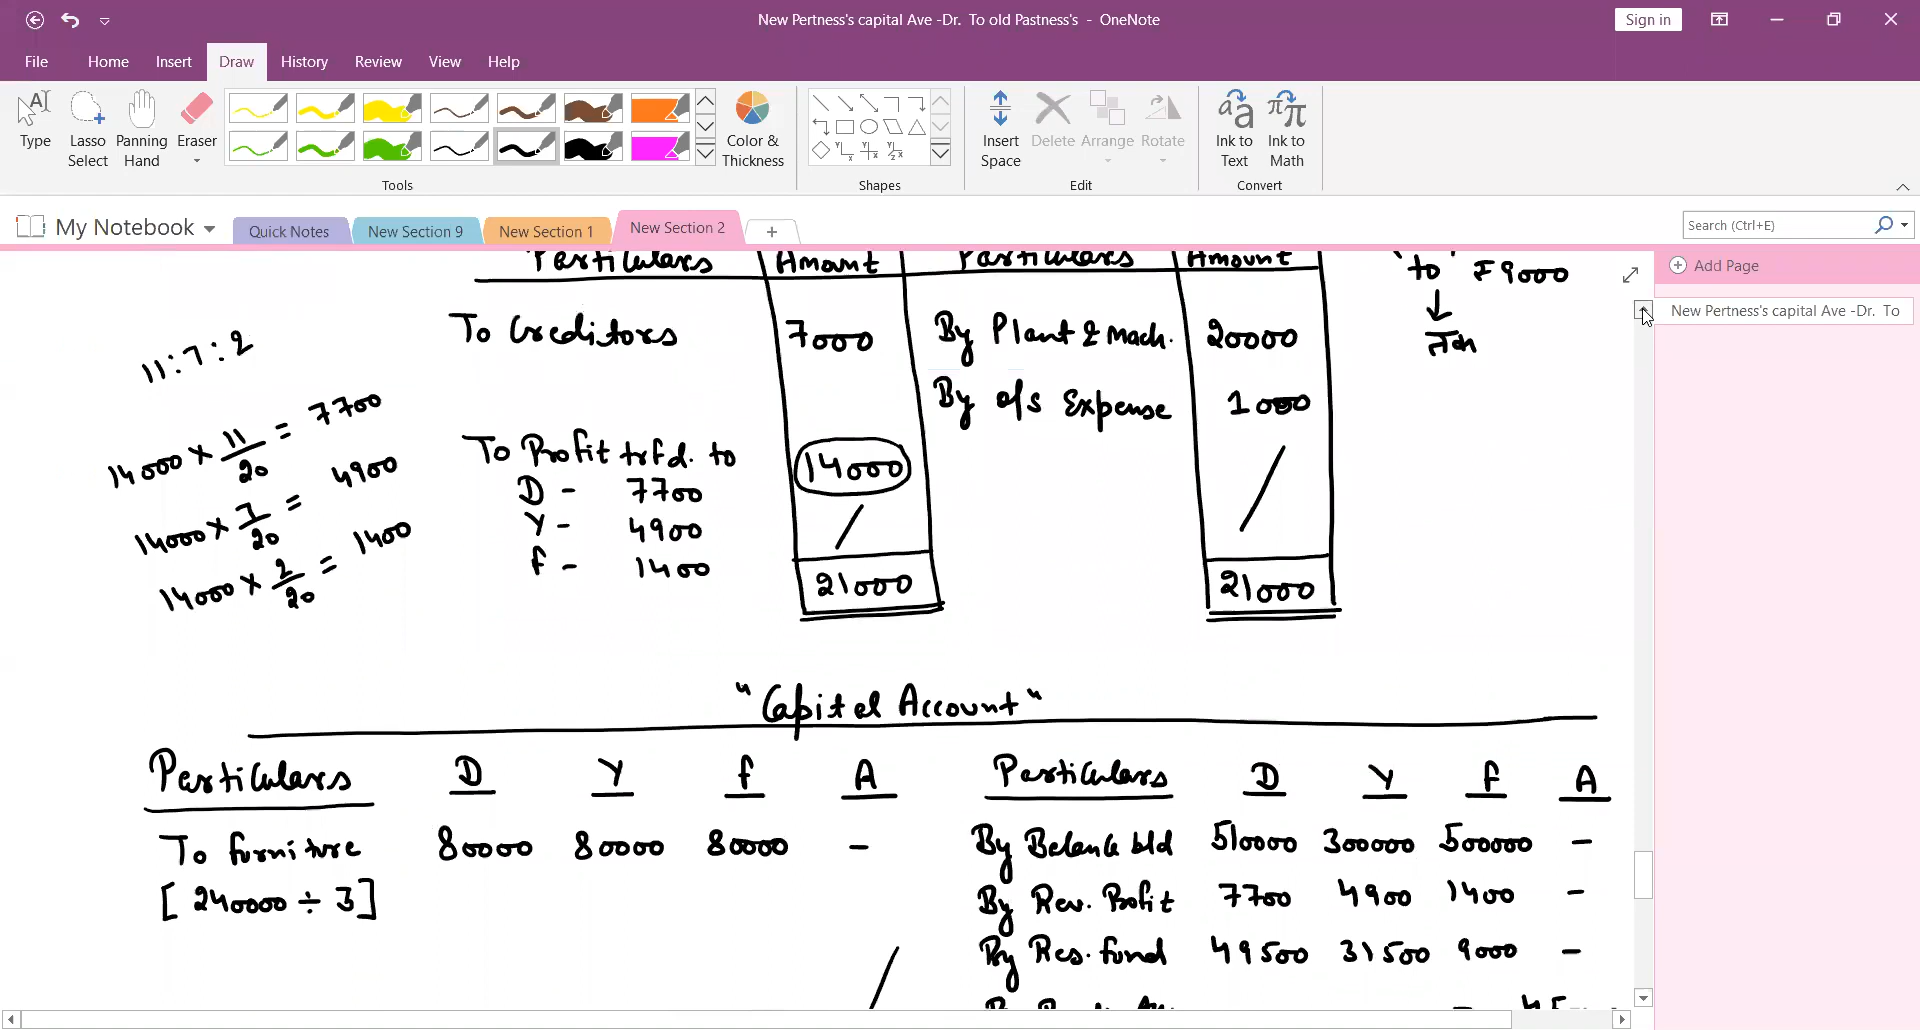 New Pertness's capital Ave -Dr. To old Pastness's - OneNote
Sign in
File Home Insert Draw History Review View Help
Type
Lasso Select
Panning Hand
Eraser
Color & Thickness
Insert Space
Delete
Arrange
Rotate
Ink to Text
Ink to Math
Tools Shapes Edit Convert
My Notebook Quick Notes New Section 9 New Section 1 New Section 2
Search (Ctrl+E)
Add Page
New Pertness's capital Ave -Dr. To
Particulars Amount Particulars Amount
"to" ₹9000
To Creditors 7000 By Plant & Mach. 20000
By o/s Expense 1000
11:7:2
14000 × 11/20 = 7700
14000 × 7/20 = 4900
14000 × 2/20 = 1400
To Profit trfd. to 14000
D - 7700
Y - 4900
F - 1400
21000 21000
"Capital Account"
Particulars D Y F A Particulars D Y F A
To furniture 80000 80000 80000 - By Balance b/d 510000 300000 500000 -
[240000 ÷ 3] By Rev. Profit 7700 4900 1400 -
By Res. fund 49500 31500 9000 -